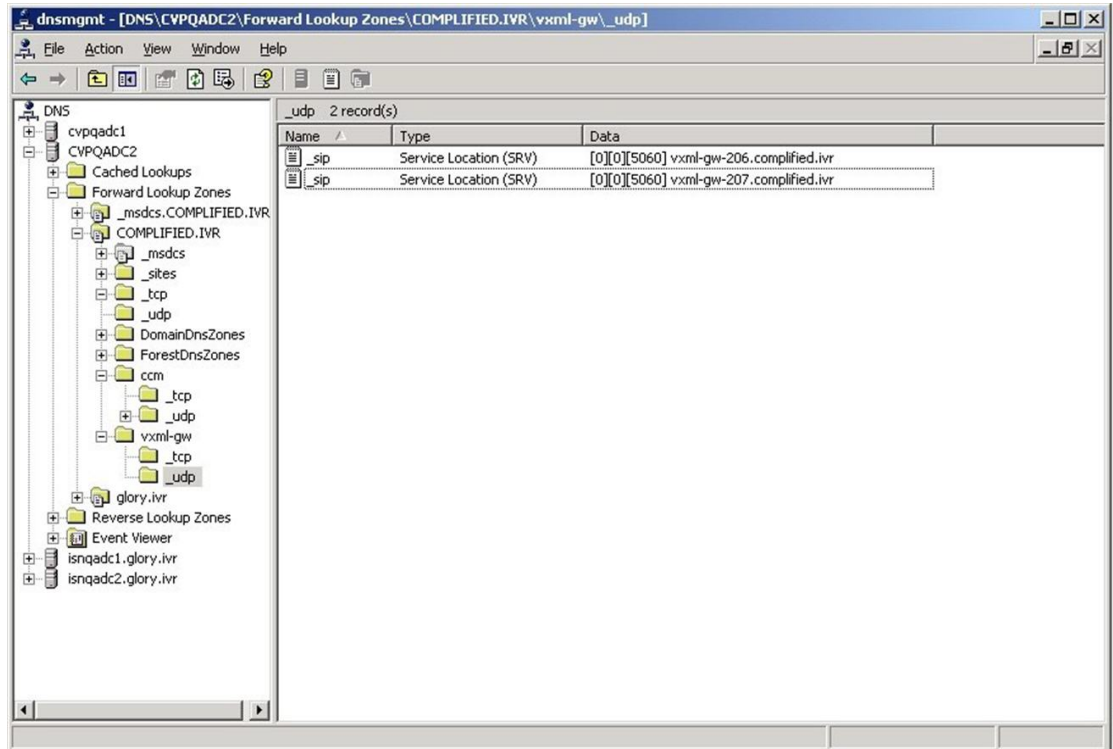 dnsmgmt - [DNS\CVPQADC2\Forward Lookup Zones\COMPLIFIED.IVR\vxml-gw\_udp]
File Action View Window Help
DNS
cvpqadc1
CVPQADC2
Cached Lookups
Forward Lookup Zones
_msdcs.COMPLIFIED.IVR
COMPLIFIED.IVR
_msdcs
_sites
_tcp
_udp
DomainDnsZones
ForestDnsZones
ccm
_tcp
_udp
vxml-gw
_tcp
_udp
glory.ivr
Reverse Lookup Zones
Event Viewer
isnqadc1.glory.ivr
isnqadc2.glory.ivr
_udp 2 record(s)
Name Type Data
_sip Service Location (SRV) [0][0][5060] vxml-gw-206.complified.ivr
_sip Service Location (SRV) [0][0][5060] vxml-gw-207.complified.ivr